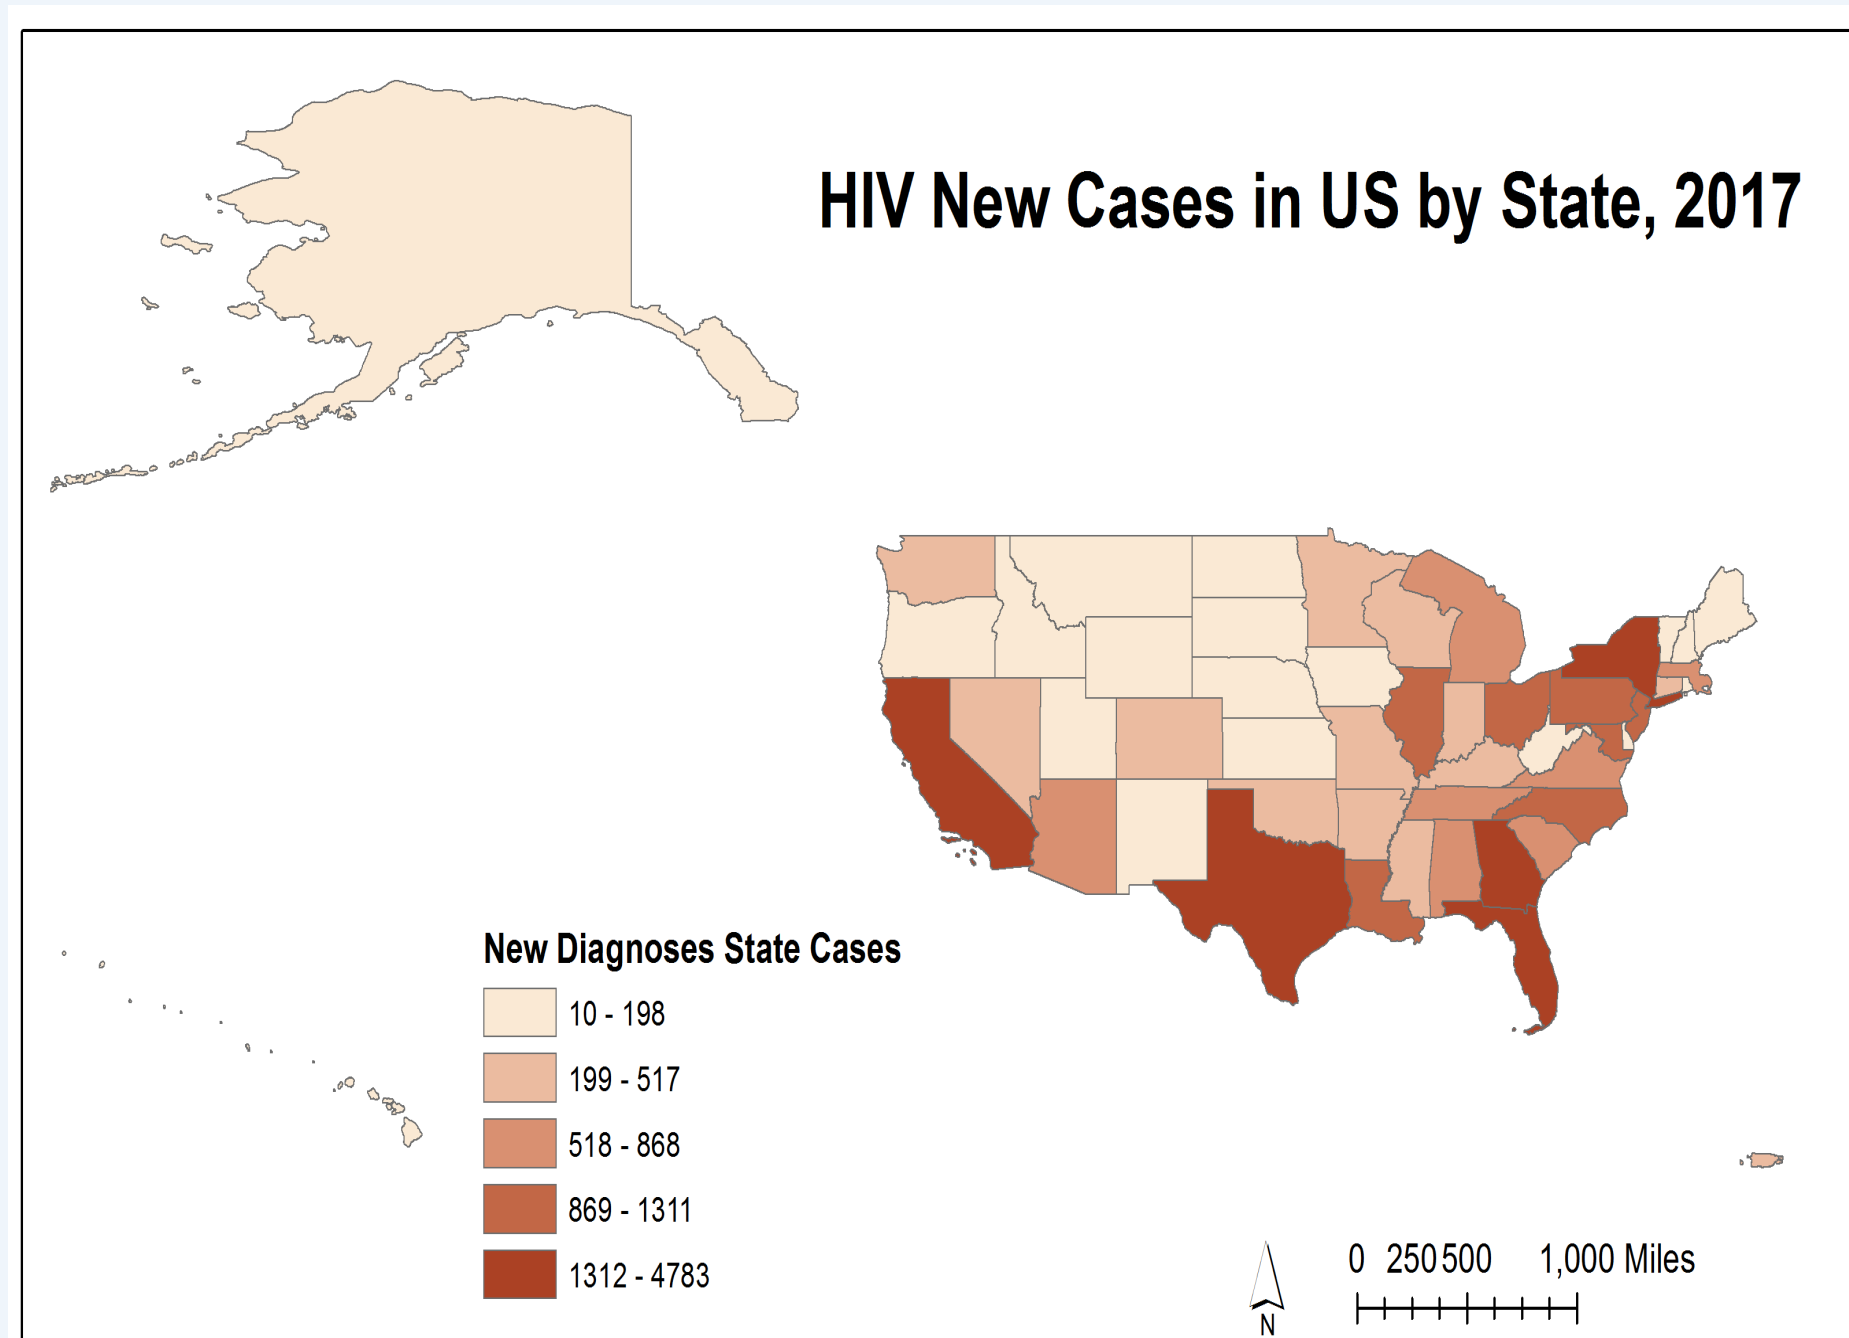 HIV New Cases in US by State, 2017
New Diagnoses State Cases
10 - 198
199 - 517
518 - 868
869 - 1311
1312 - 4783
0 250 500 1,000 Miles
N